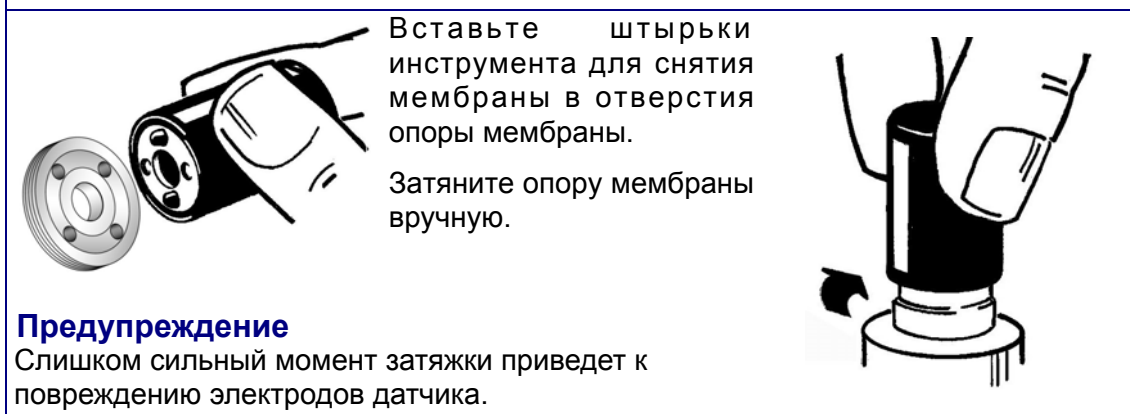 Вставьте штырьки
инструмента для снятия
мембраны в отверстия
опоры мембраны.
Затяните опору мембраны
вручную.
Предупреждение
Слишком сильный момент затяжки приведет к
повреждению электродов датчика.